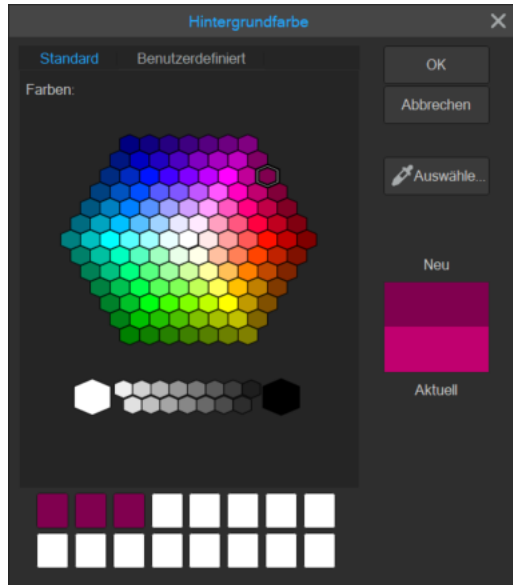 Hintergrundfarbe
Standard
Benutzerdefiniert
OK
Farben:
Abbrechen
Auswähle...
Neu
Aktuell